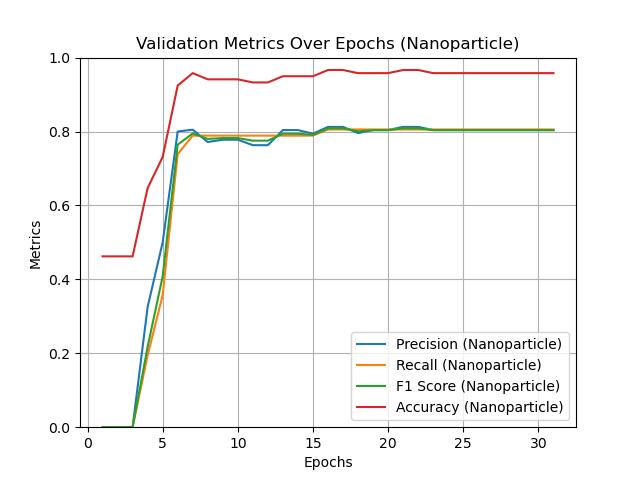 Validation Metrics Over Epochs (Nanoparticle)
1.0
0.8
0.6
0.4
0.2
0.0
Metrics
0 5 10 15 20 25 30
Epochs
Precision (Nanoparticle)
Recall (Nanoparticle)
F1 Score (Nanoparticle)
Accuracy (Nanoparticle)